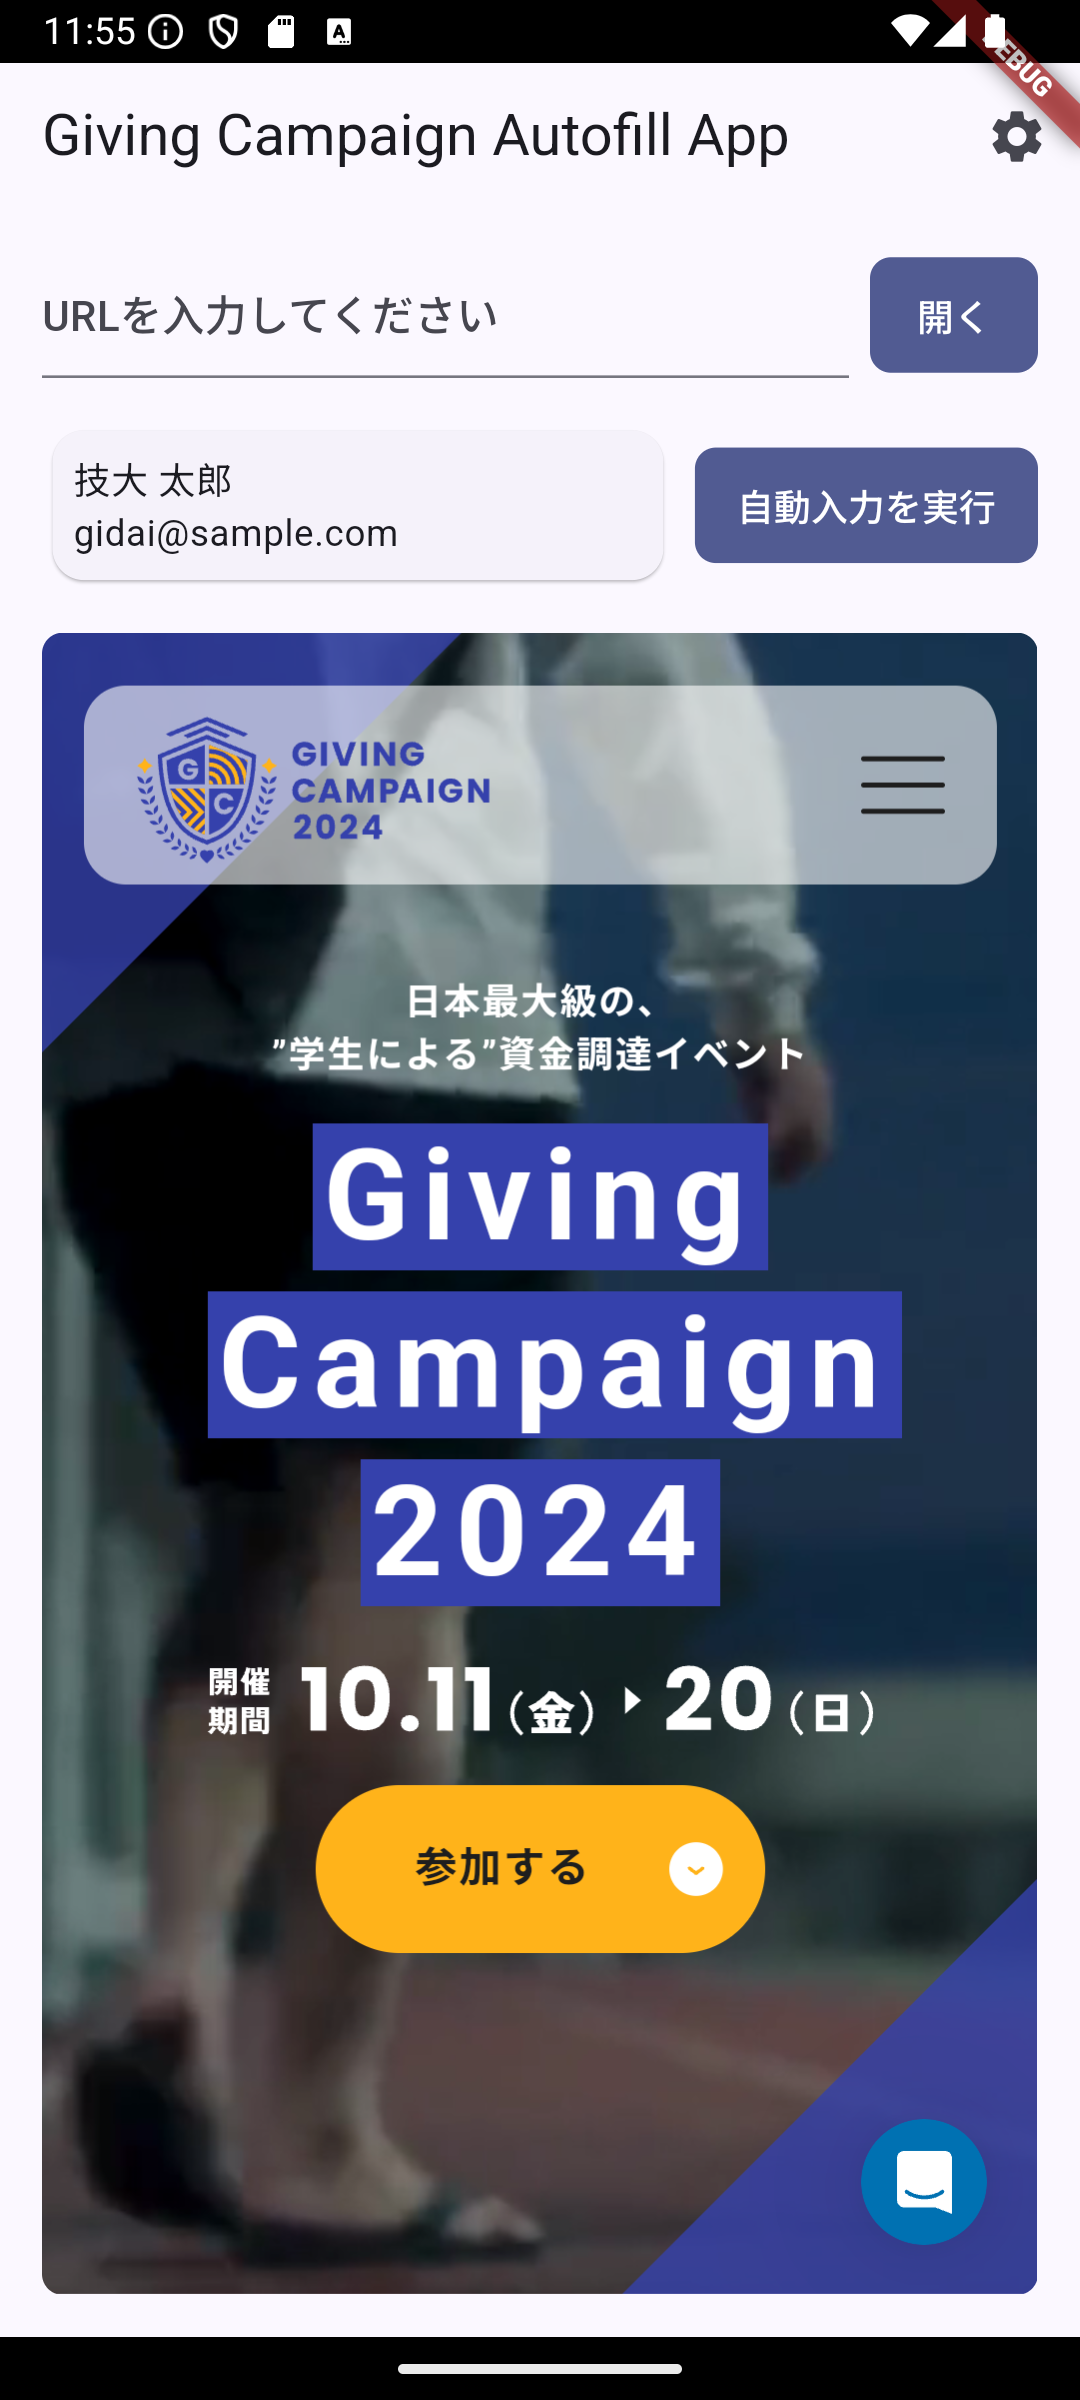 11:55
DEBUG
Giving Campaign Autofill App
URLを入力してください
開く
技大 太郎
gidai@sample.com
自動入力を実行
G
C
GIVING
CAMPAIGN
2024
日本最大級の、
”学生による”資金調達イベント
Giving
Campaign
2024
開催
期間
10.11（金）▶20（日）
参加する